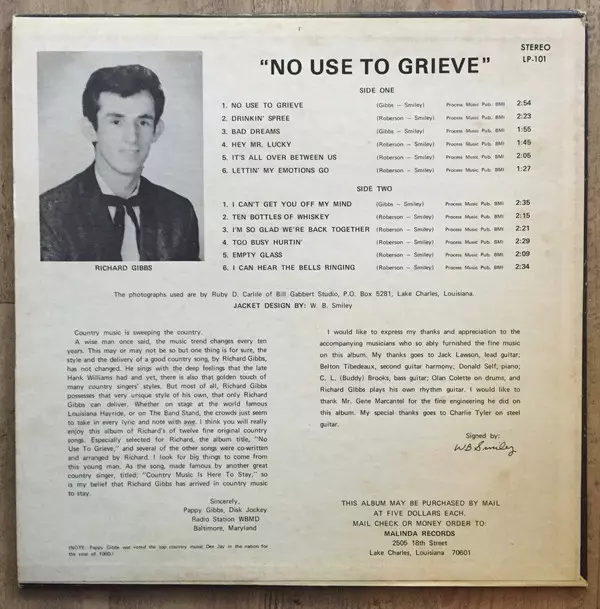 STEREO
LP-101
"NO USE TO GRIEVE"
SIDE ONE
1. NO USE TO GRIEVE (Gibbs — Smiley) Process Music Pub. BMI 2:54
2. DRINKIN' SPREE (Roberson — Smiley) Process Music Pub. BMI 2:23
3. BAD DREAMS (Roberson — Smiley) Process Music Pub. BMI 1:55
4. HEY MR. LUCKY (Roberson — Smiley) Process Music Pub. BMI 1:45
5. IT'S ALL OVER BETWEEN US (Roberson — Smiley) Process Music Pub. BMI 2:05
6. LETTIN' MY EMOTIONS GO (Roberson — Smiley) Process Music Pub. BMI 1:27
SIDE TWO
1. I CAN'T GET YOU OFF MY MIND (Gibbs — Smiley) Process Music Pub. BMI 2:35
2. TEN BOTTLES OF WHISKEY (Roberson — Smiley) Process Music Pub. BMI 2:15
3. I'M SO GLAD WE'RE BACK TOGETHER (Roberson — Smiley) Process Music Pub. BMI 2:21
4. TOO BUSY HURTIN' (Roberson — Smiley) Process Music Pub. BMI 2:29
5. EMPTY GLASS (Roberson — Smiley) Process Music Pub. BMI 2:09
6. I CAN HEAR THE BELLS RINGING (Roberson — Smiley) Process Music Pub. BMI 2:34
RICHARD GIBBS
The photographs used are by Ruby D. Carlile of Bill Gabbert Studio, P.O. Box 5281, Lake Charles, Louisiana.
JACKET DESIGN BY: W. B. Smiley
Country music is sweeping the country.
A wise man once said, the music trend changes every ten
years. This may or may not be so but one thing is for sure, the
style and the delivery of a good country song, by Richard Gibbs,
has not changed. He sings with the deep feelings that the late
Hank Williams had and yet, there is also that golden touch of
many country singers' styles. But most of all, Richard Gibbs
possesses that very unique style of his own, that only Richard
Gibbs can deliver. Whether on stage at the world famous
Louisiana Hayride, or on The Band Stand, the crowds just seem
to take in every lyric and note with awe. I think you will really
enjoy this album of Richard's of twelve fine original country
songs. Especially selected for Richard, the album title, "No
Use To Grieve," and several of the other songs were co-written
and arranged by Richard. I look for big things to come from
this young man. As the song, made famous by another great
country singer, titled: "Country Music Is Here To Stay," so
is my belief that Richard Gibbs has arrived in country music
to stay.
Sincerely,
Pappy Gibbs, Disk Jockey
Radio Station WBMD
Baltimore, Maryland
(NOTE: Pappy Gibbs was voted the top country music Dee Jay in the nation for
the year of
I would like to express my thanks and appreciation to the
accompanying musicians who so ably furnished the fine music
on this album. My thanks goes to Jack Lawson, lead guitar;
Belton Tibedeaux, second guitar harmony; Donald Self, piano;
C. L. (Buddy) Brooks, bass guitar; Olan Colette on drums, and
Richard Gibbs plays his own rhythm guitar. I would like to
thank Mr. Gene Marcantel for the fine engineering he did on
this album. My special thanks goes to Charlie Tyler on steel
guitar.
Signed by:
WB Smiley
THIS ALBUM MAY BE PURCHASED BY MAIL
AT FIVE DOLLARS EACH.
MAIL CHECK OR MONEY ORDER TO:
MALINDA RECORDS
2505 18th Street
Lake Charles, Louisiana 70601